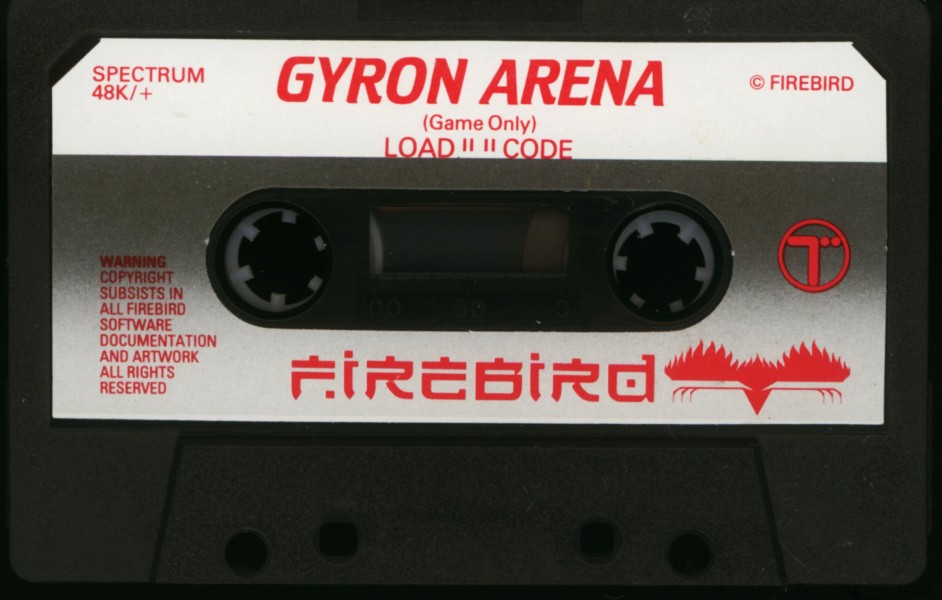 SPECTRUM
48K/+
GYRON ARENA
(Game Only)
LOAD " " CODE
© FIREBIRD
WARNING
COPYRIGHT
SUBSISTS IN
ALL FIREBIRD
SOFTWARE
DOCUMENTATION
AND ARTWORK
ALL RIGHTS
RESERVED
FIREBIRD